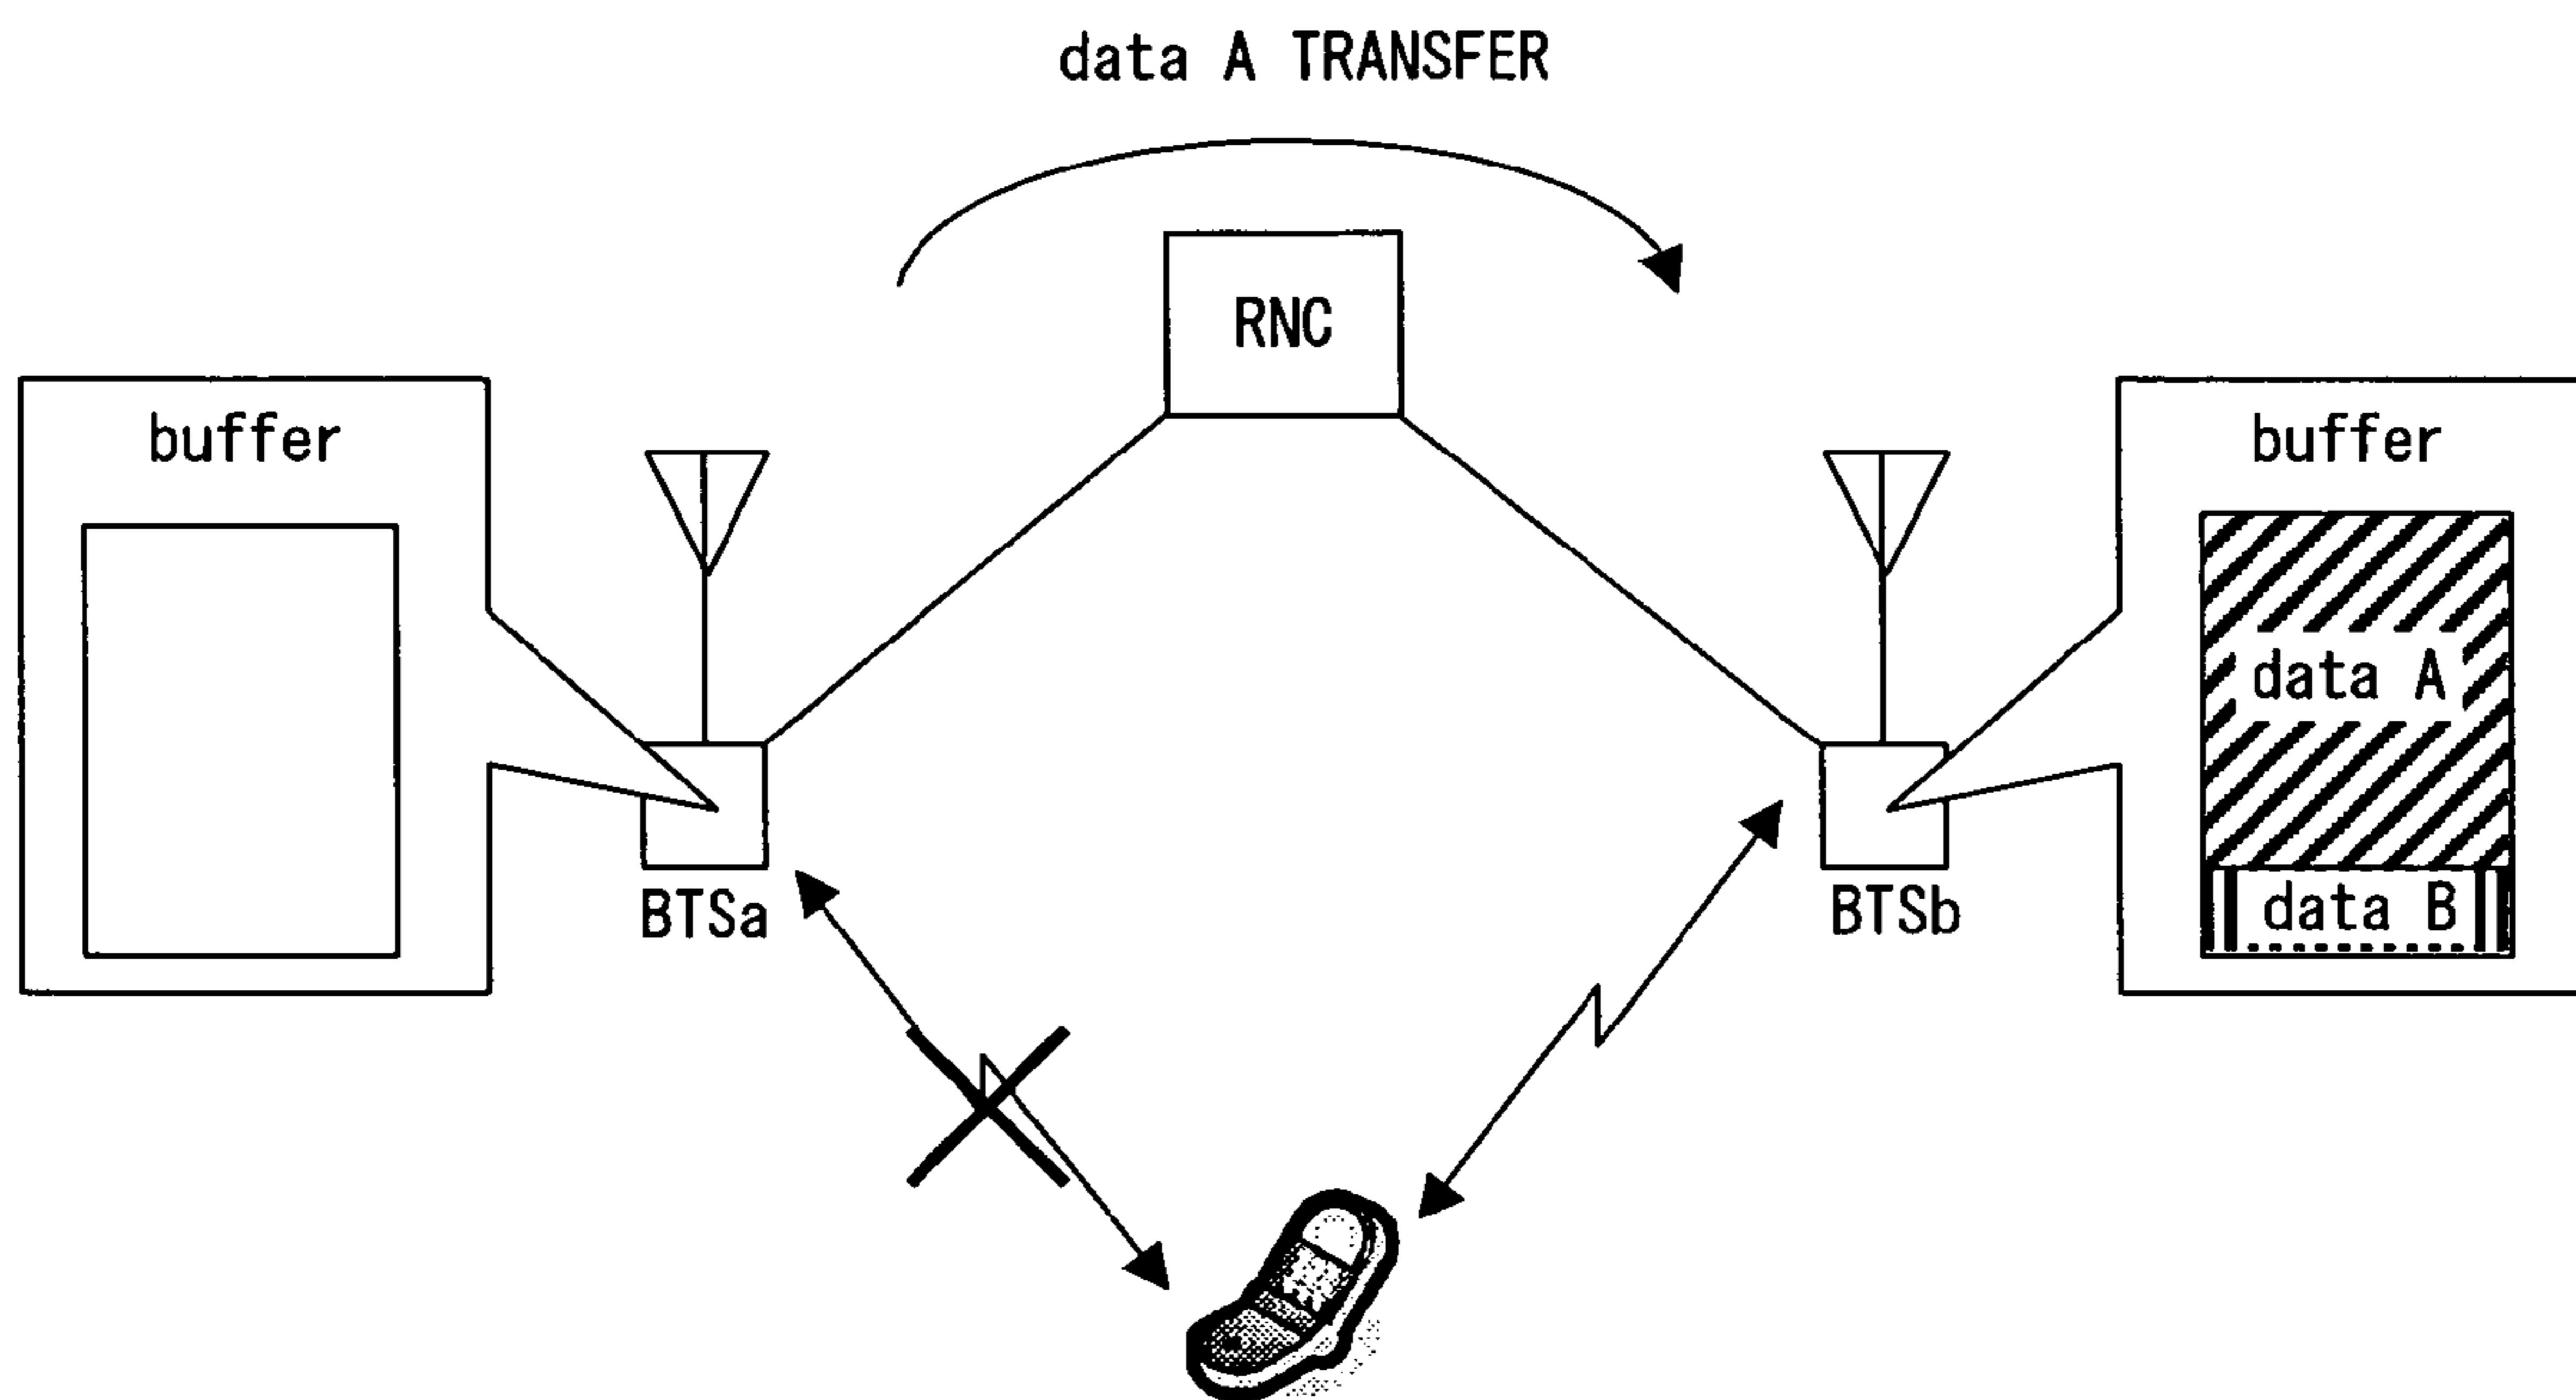 data A TRANSFER
RNC
buffer
buffer
data A
data B
BTSa
BTSb